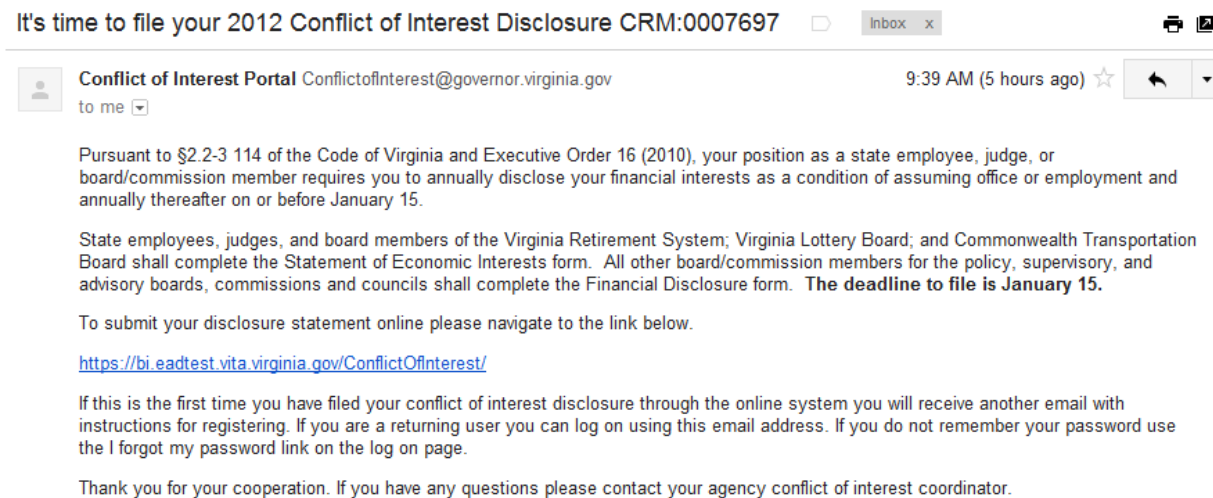 It's time to file your 2012 Conflict of Interest Disclosure CRM:0007697 Inbox x
Conflict of Interest Portal ConflictofInterest@governor.virginia.gov 9:39 AM (5 hours ago)
to me
Pursuant to §2.2-3 114 of the Code of Virginia and Executive Order 16 (2010), your position as a state employee, judge, or
board/commission member requires you to annually disclose your financial interests as a condition of assuming office or employment and
annually thereafter on or before January 15.
State employees, judges, and board members of the Virginia Retirement System; Virginia Lottery Board; and Commonwealth Transportation
Board shall complete the Statement of Economic Interests form. All other board/commission members for the policy, supervisory, and
advisory boards, commissions and councils shall complete the Financial Disclosure form. The deadline to file is January 15.
To submit your disclosure statement online please navigate to the link below.
https://bi.eadtest.vita.virginia.gov/ConflictOfInterest/
If this is the first time you have filed your conflict of interest disclosure through the online system you will receive another email with
instructions for registering. If you are a returning user you can log on using this email address. If you do not remember your password use
the I forgot my password link on the log on page.
Thank you for your cooperation. If you have any questions please contact your agency conflict of interest coordinator.